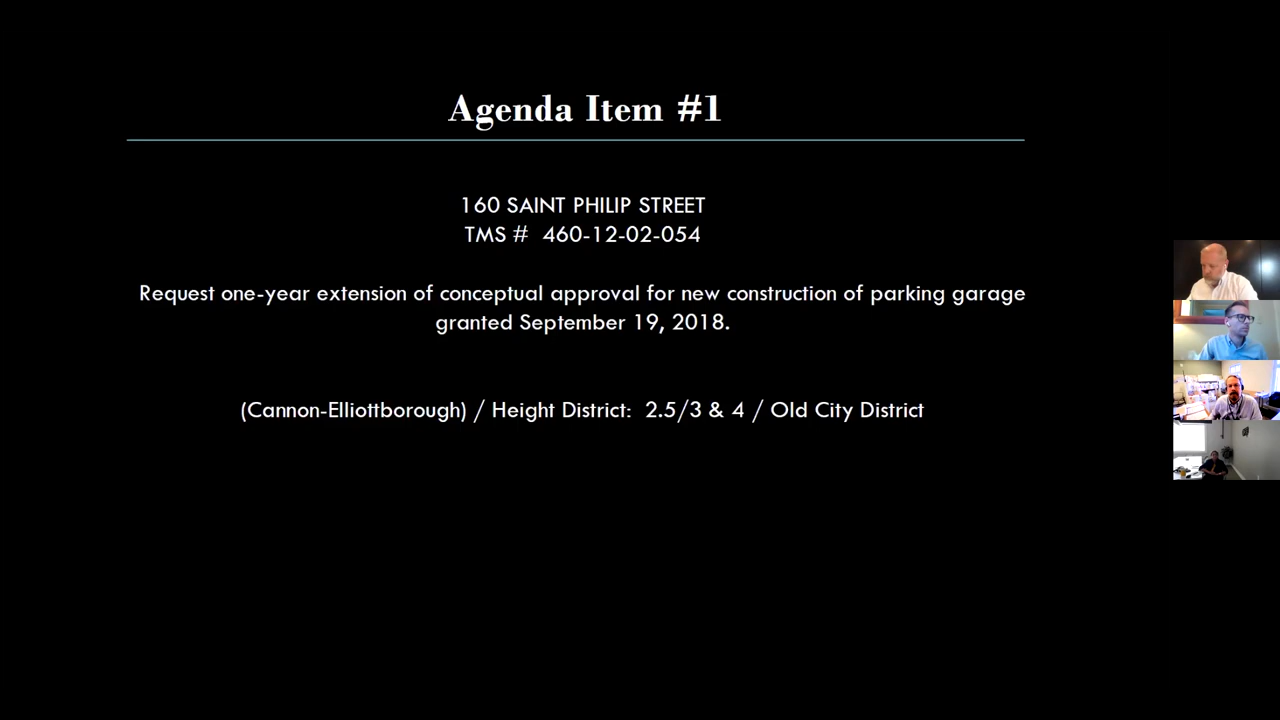 Agenda Item #1
160 SAINT PHILIP STREET
TMS # 460-12-02-054
Request one-year extension of conceptual approval for new construction of parking garage
granted September 19, 2018.
(Cannon-Elliottborough) / Height District: 2.5/3 & 4 / Old City District